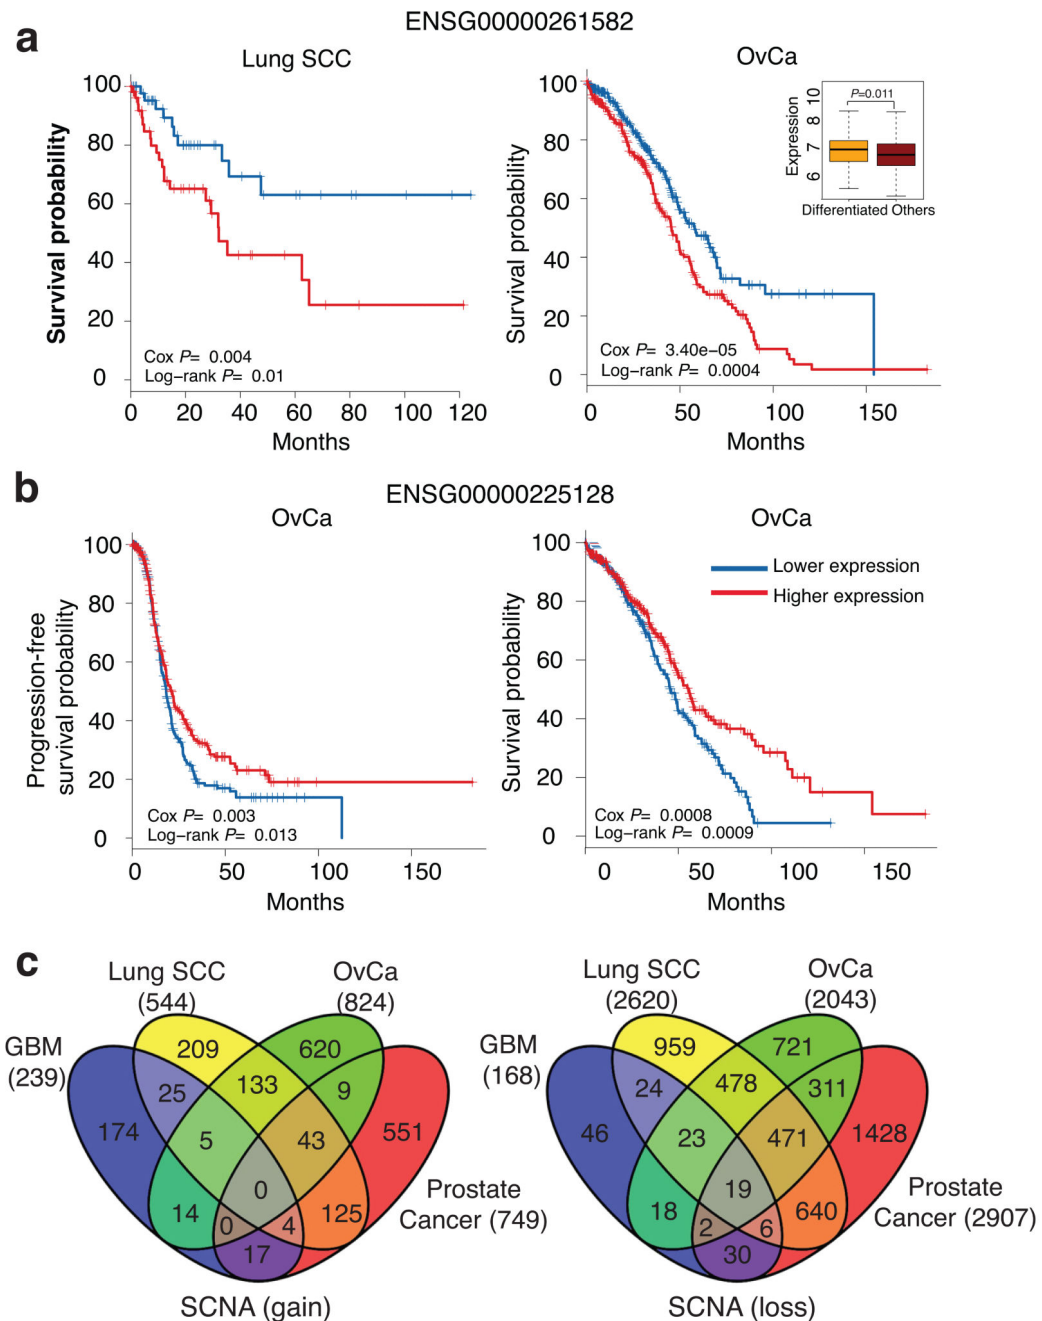 a
ENSG00000261582
Lung SCC
OvCa
Survival probability
100
80
60
40
20
0
Cox P= 0.004
Log-rank P= 0.01
0 20 40 60 80 100 120
Months
Survival probability
100
80
60
40
20
0
Cox P= 3.40e-05
Log-rank P= 0.0004
0 50 100 150
Months
Expression
10
8
7
6
P=0.011
Differentiated Others
b
ENSG00000225128
OvCa
OvCa
Progression-free
survival probability
100
80
60
40
20
0
Cox P= 0.003
Log-rank P= 0.013
0 50 100 150
Months
Survival probability
100
80
60
40
20
0
Lower expression
Higher expression
Cox P= 0.0008
Log-rank P= 0.0009
0 50 100 150
Months
c
Lung SCC
(544)
OvCa
(824)
GBM
(239)
209
620
25
133
9
174
5
43
551
0
14
0
4
125
17
Prostate
Cancer (749)
SCNA (gain)
Lung SCC
(2620)
OvCa
(2043)
GBM
(168)
959
721
24
478
311
46
23
471
1428
19
18
2
6
640
30
Prostate
Cancer (2907)
SCNA (loss)